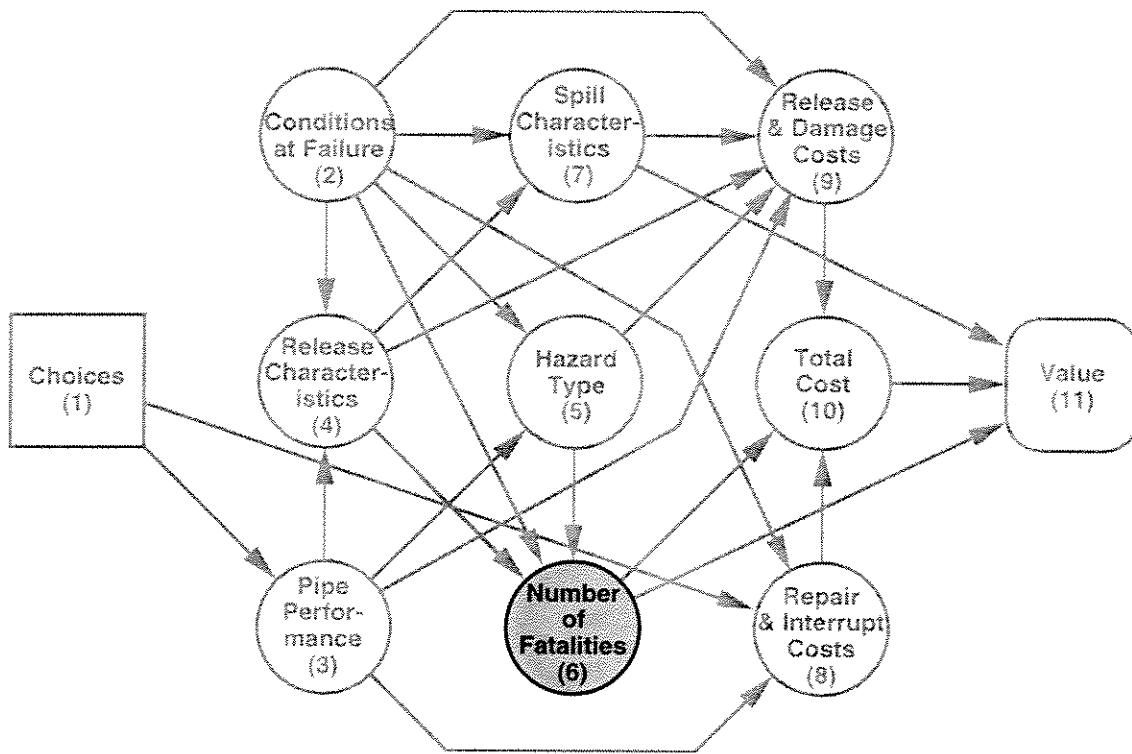 Conditions
at Failure
(2)
Spill
Character-
istics
(7)
Release
& Damage
Costs
(9)
Choices
(1)
Release
Character-
istics
(4)
Hazard
Type
(5)
Total
Cost
(10)
Value
(11)
Pipe
Perfor-
mance
(3)
Number
of
Fatalities
(6)
Repair
& Interrupt
Costs
(8)